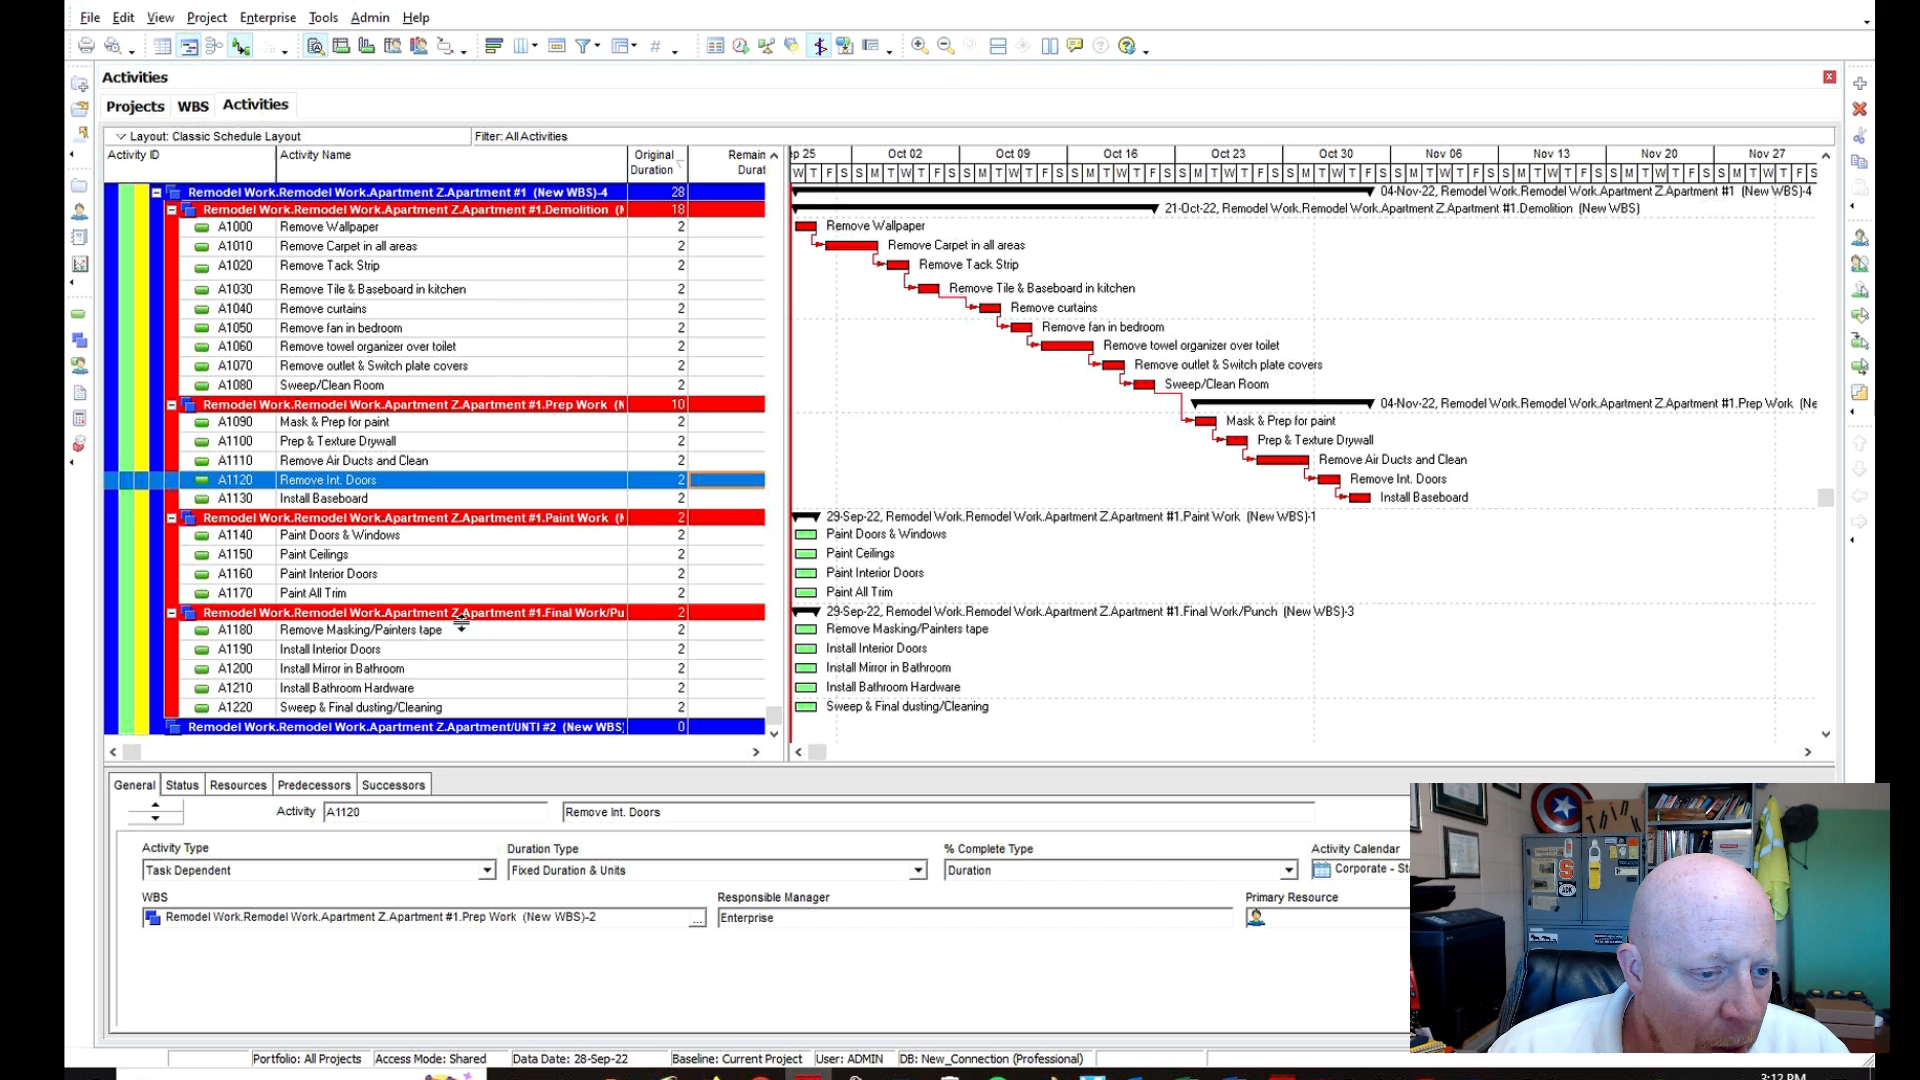 File Edit View Project Enterprise Tools Admin Help
Activities
Projects WBS Activities
Layout: Classic Schedule Layout Filter: All Activities
Activity ID Activity Name Original Duration Remain Durat
ep 25 Oct 02 Oct 09 Oct 16 Oct 23 Oct 30 Nov 06 Nov 13 Nov 20 Nov 27
Remodel Work.Remodel Work.Apartment Z.Apartment #1 (New WBS)-4 28 04-Nov-22, Remodel Work.Remodel Work.Apartment Z.Apartment #1 (New WBS)-4
Remodel Work.Remodel Work.Apartment Z.Apartment #1.Demolition (N 18 21-Oct-22, Remodel Work.Remodel Work.Apartment Z.Apartment #1.Demolition (New WBS)
A1000 Remove Wallpaper 2 Remove Wallpaper
A1010 Remove Carpet in all areas 2 Remove Carpet in all areas
A1020 Remove Tack Strip 2 Remove Tack Strip
A1030 Remove Tile & Baseboard in kitchen 2 Remove Tile & Baseboard in kitchen
A1040 Remove curtains 2 Remove curtains
A1050 Remove fan in bedroom 2 Remove fan in bedroom
A1060 Remove towel organizer over toilet 2 Remove towel organizer over toilet
A1070 Remove outlet & Switch plate covers 2 Remove outlet & Switch plate covers
A1080 Sweep/Clean Room 2 Sweep/Clean Room
Remodel Work.Remodel Work.Apartment Z.Apartment #1.Prep Work (N 10 04-Nov-22, Remodel Work.Remodel Work.Apartment Z.Apartment #1.Prep Work (Ne
A1090 Mask & Prep for paint 2 Mask & Prep for paint
A1100 Prep & Texture Drywall 2 Prep & Texture Drywall
A1110 Remove Air Ducts and Clean 2 Remove Air Ducts and Clean
A1120 Remove Int. Doors 2 Remove Int. Doors
A1130 Install Baseboard 2 Install Baseboard
Remodel Work.Remodel Work.Apartment Z.Apartment #1.Paint Work (N 2 29-Sep-22, Remodel Work.Remodel Work.Apartment Z.Apartment #1.Paint Work (New WBS)-1
A1140 Paint Doors & Windows 2 Paint Doors & Windows
A1150 Paint Ceilings 2 Paint Ceilings
A1160 Paint Interior Doors 2 Paint Interior Doors
A1170 Paint All Trim 2 Paint All Trim
Remodel Work.Remodel Work.Apartment Z.Apartment #1.Final Work/Pu 2 29-Sep-22, Remodel Work.Remodel Work.Apartment Z.Apartment #1.Final Work/Punch (New WBS)-3
A1180 Remove Masking/Painters tape 2 Remove Masking/Painters tape
A1190 Install Interior Doors 2 Install Interior Doors
A1200 Install Mirror in Bathroom 2 Install Mirror in Bathroom
A1210 Install Bathroom Hardware 2 Install Bathroom Hardware
A1220 Sweep & Final dusting/Cleaning 2 Sweep & Final dusting/Cleaning
Remodel Work.Remodel Work.Apartment Z.Apartment/UNTI #2 (New WBS) 0
General Status Resources Predecessors Successors
Activity A1120 Remove Int. Doors
Activity Type Duration Type % Complete Type Activity Calendar
Task Dependent Fixed Duration & Units Duration Corporate - St
WBS Responsible Manager Primary Resource
Remodel Work.Remodel Work.Apartment Z.Apartment #1.Prep Work (New WBS)-2 ... Enterprise
Think
S
ADK
Portfolio: All Projects Access Mode: Shared Data Date: 28-Sep-22 Baseline: Current Project User: ADMIN DB: New_Connection (Professional)
3:12 PM